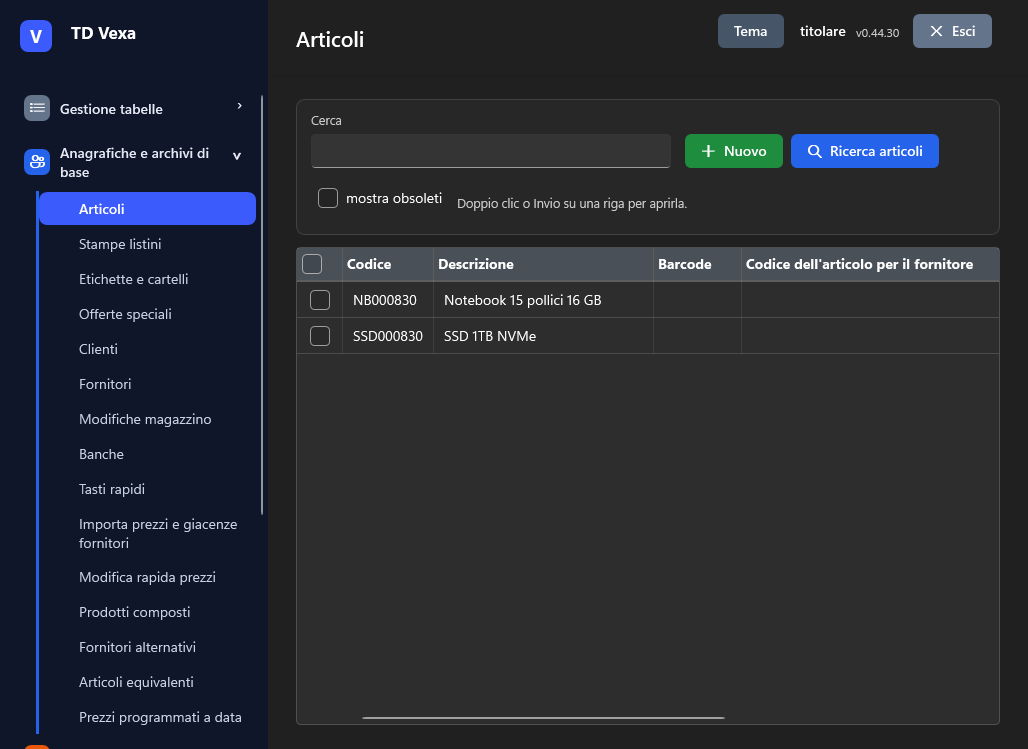 V
TD Vexa
Gestione tabelle
Anagrafiche e archivi di
base
Articoli
Stampe listini
Etichette e cartelli
Offerte speciali
Clienti
Fornitori
Modifiche magazzino
Banche
Tasti rapidi
Importa prezzi e giacenze
fornitori
Modifica rapida prezzi
Prodotti composti
Fornitori alternativi
Articoli equivalenti
Prezzi programmati a data
Articoli
Tema
titolare v0.44.30
Esci
Cerca
Nuovo
Ricerca articoli
mostra obsoleti
Doppio clic o Invio su una riga per aprirla.
Codice Descrizione Barcode Codice dell'articolo per il fornitore
NB000830 Notebook 15 pollici 16 GB
SSD000830 SSD 1TB NVMe